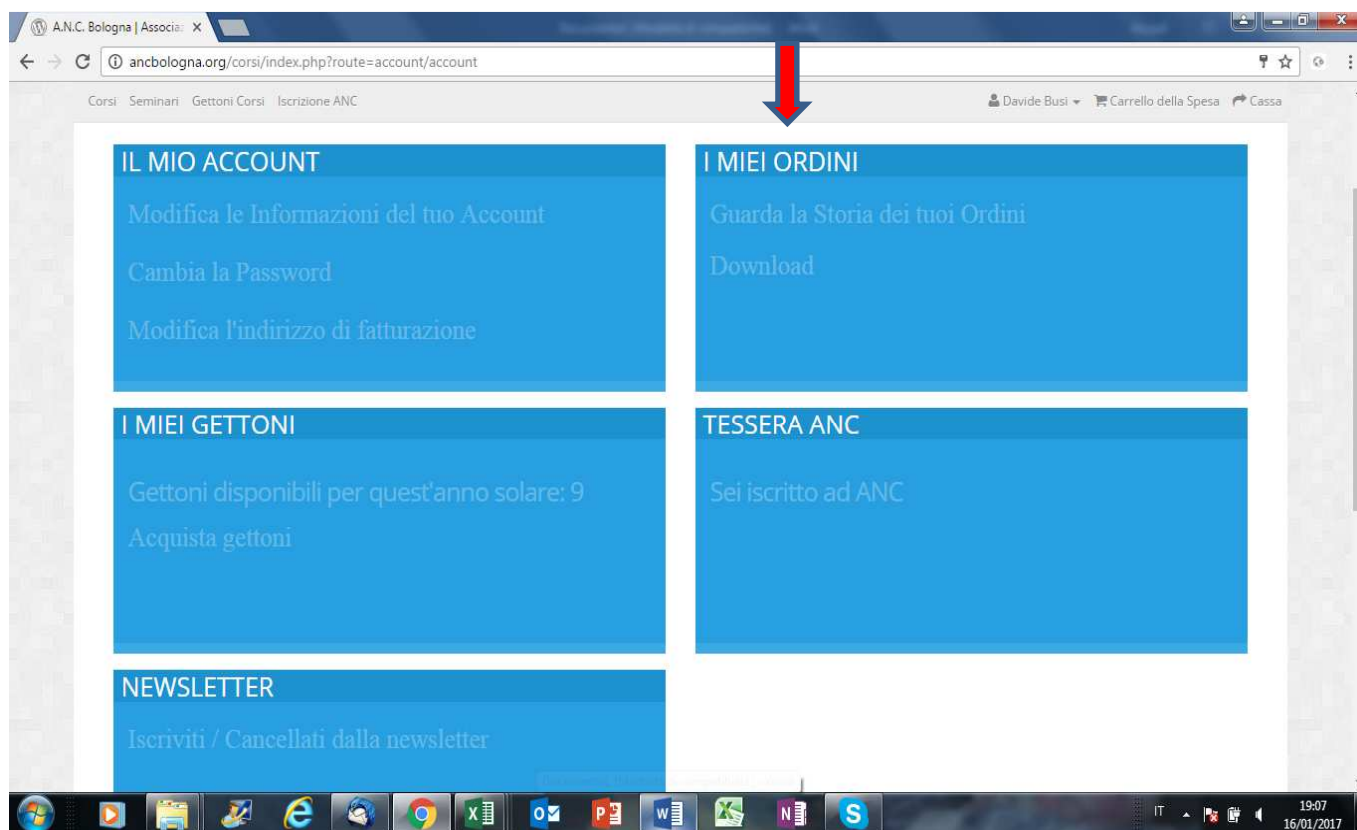 A.N.C. Bologna | Associa:
ancbologna.org/corsi/index.php?route=account/account
Corsi Seminari Gettoni Corsi Iscrizione ANC
Davide Busi Carrello della Spesa Cassa
IL MIO ACCOUNT
Modifica le Informazioni del tuo Account
Cambia la Password
Modifica l'indirizzo di fatturazione
I MIEI ORDINI
Guarda la Storia dei tuoi Ordini
Download
I MIEI GETTONI
Gettoni disponibili per quest'anno solare: 9
Acquista gettoni
TESSERA ANC
Sei iscritto ad ANC
NEWSLETTER
Iscriviti / Cancellati dalla newsletter
IT
19:07
16/01/2017